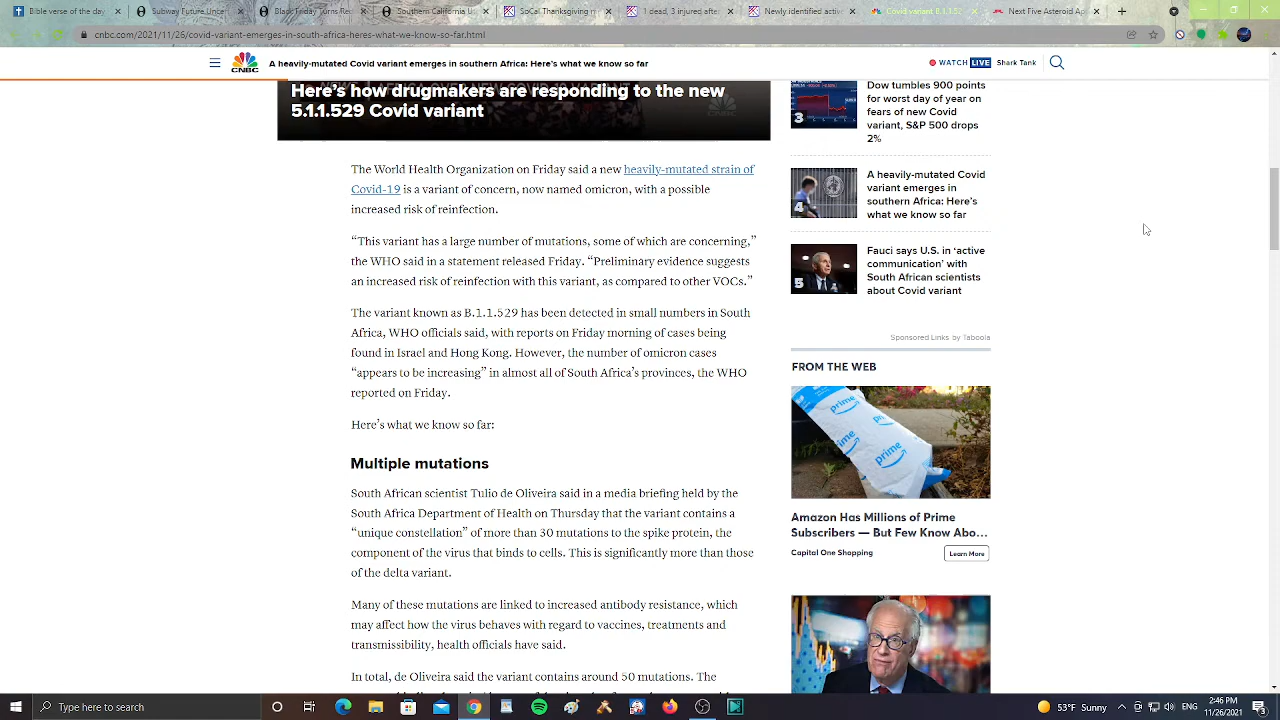 Bible verse of the day
Subway Future Uncer
Black Friday Turns Re
Southern California Li
SoCal Thanksgiving m
1 dead, 3 injured after
Newly identified activ
Covid variant B.1.1.52
Next Five Asteroid Ap
cnbc.com/2021/11/26/covid-variant-emerges-in-south-africa-heres-what-we-know-so-far.html
CNBC
A heavily-mutated Covid variant emerges in southern Africa: Here's what we know so far
WATCH LIVE Shark Tank
Here's how drugmakers are responding to the new
5.1.1.529 Covid variant
CNBC
The World Health Organization on Friday said a new heavily-mutated strain of
Covid-19 is a variant of concern, now named omicron, with a possible
increased risk of reinfection.
“This variant has a large number of mutations, some of which are concerning,”
the WHO said in a statement released Friday. “Preliminary evidence suggests
an increased risk of reinfection with this variant, as compared to other VOCs.”
The variant known as B.1.1.529 has been detected in small numbers in South
Africa, WHO officials said, with report on Friday morning of cases being
found in Israel and Hong Kong. However, the number of omicron cases
“appears to be increasing” in almost all of South Africa’s provinces, the WHO
reported on Friday.
Here’s what we know so far:
Multiple mutations
South African scientist Tulio de Oliveira said at a media briefing held by the
South Africa Department of Health on Thursday that the variant contains a
“unique constellation” of more than 30 mutations to the spike protein, the
component of the virus that binds to cells. This is significantly more than those
of the delta variant.
Many of these mutations are linked to increased antibody resistance, which
may affect how the virus behaves with regard to vaccines, treatments and
transmissibility, health officials have said.
In total, de Oliveira said the variant contains around 50 mutations. The
3
Dow tumbles 900 points
for worst day of year on
fears of new Covid
variant, S&P 500 drops
2%
4
A heavily-mutated Covid
variant emerges in
southern Africa: Here's
what we know so far
5
Fauci says U.S. in ‘active
communication’ with
South African scientists
about Covid variant
Sponsored Links by Taboola
FROM THE WEB
prime
prime
prime
prime
Amazon Has Millions of Prime
Subscribers — But Few Know Abo...
Capital One Shopping
Learn More
Type here to search
53°F Sunny
2:46 PM
11/26/2021